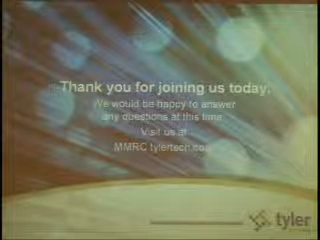 Thank you for joining us today.
We would be happy to answer
any questions at this time
Visit us at
MMRC.tylertech.com
tyler